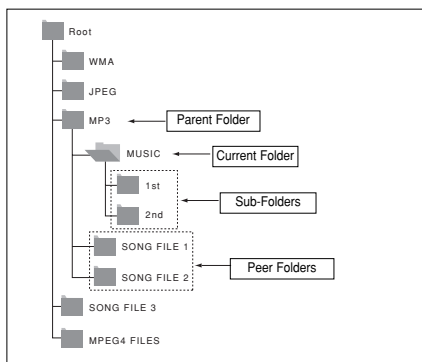 Root
WMA
JPEG
MP3
Parent Folder
MUSIC
Current Folder
1st
2nd
Sub-Folders
SONG FILE 1
SONG FILE 2
Peer Folders
SONG FILE 3
MPEG4 FILES